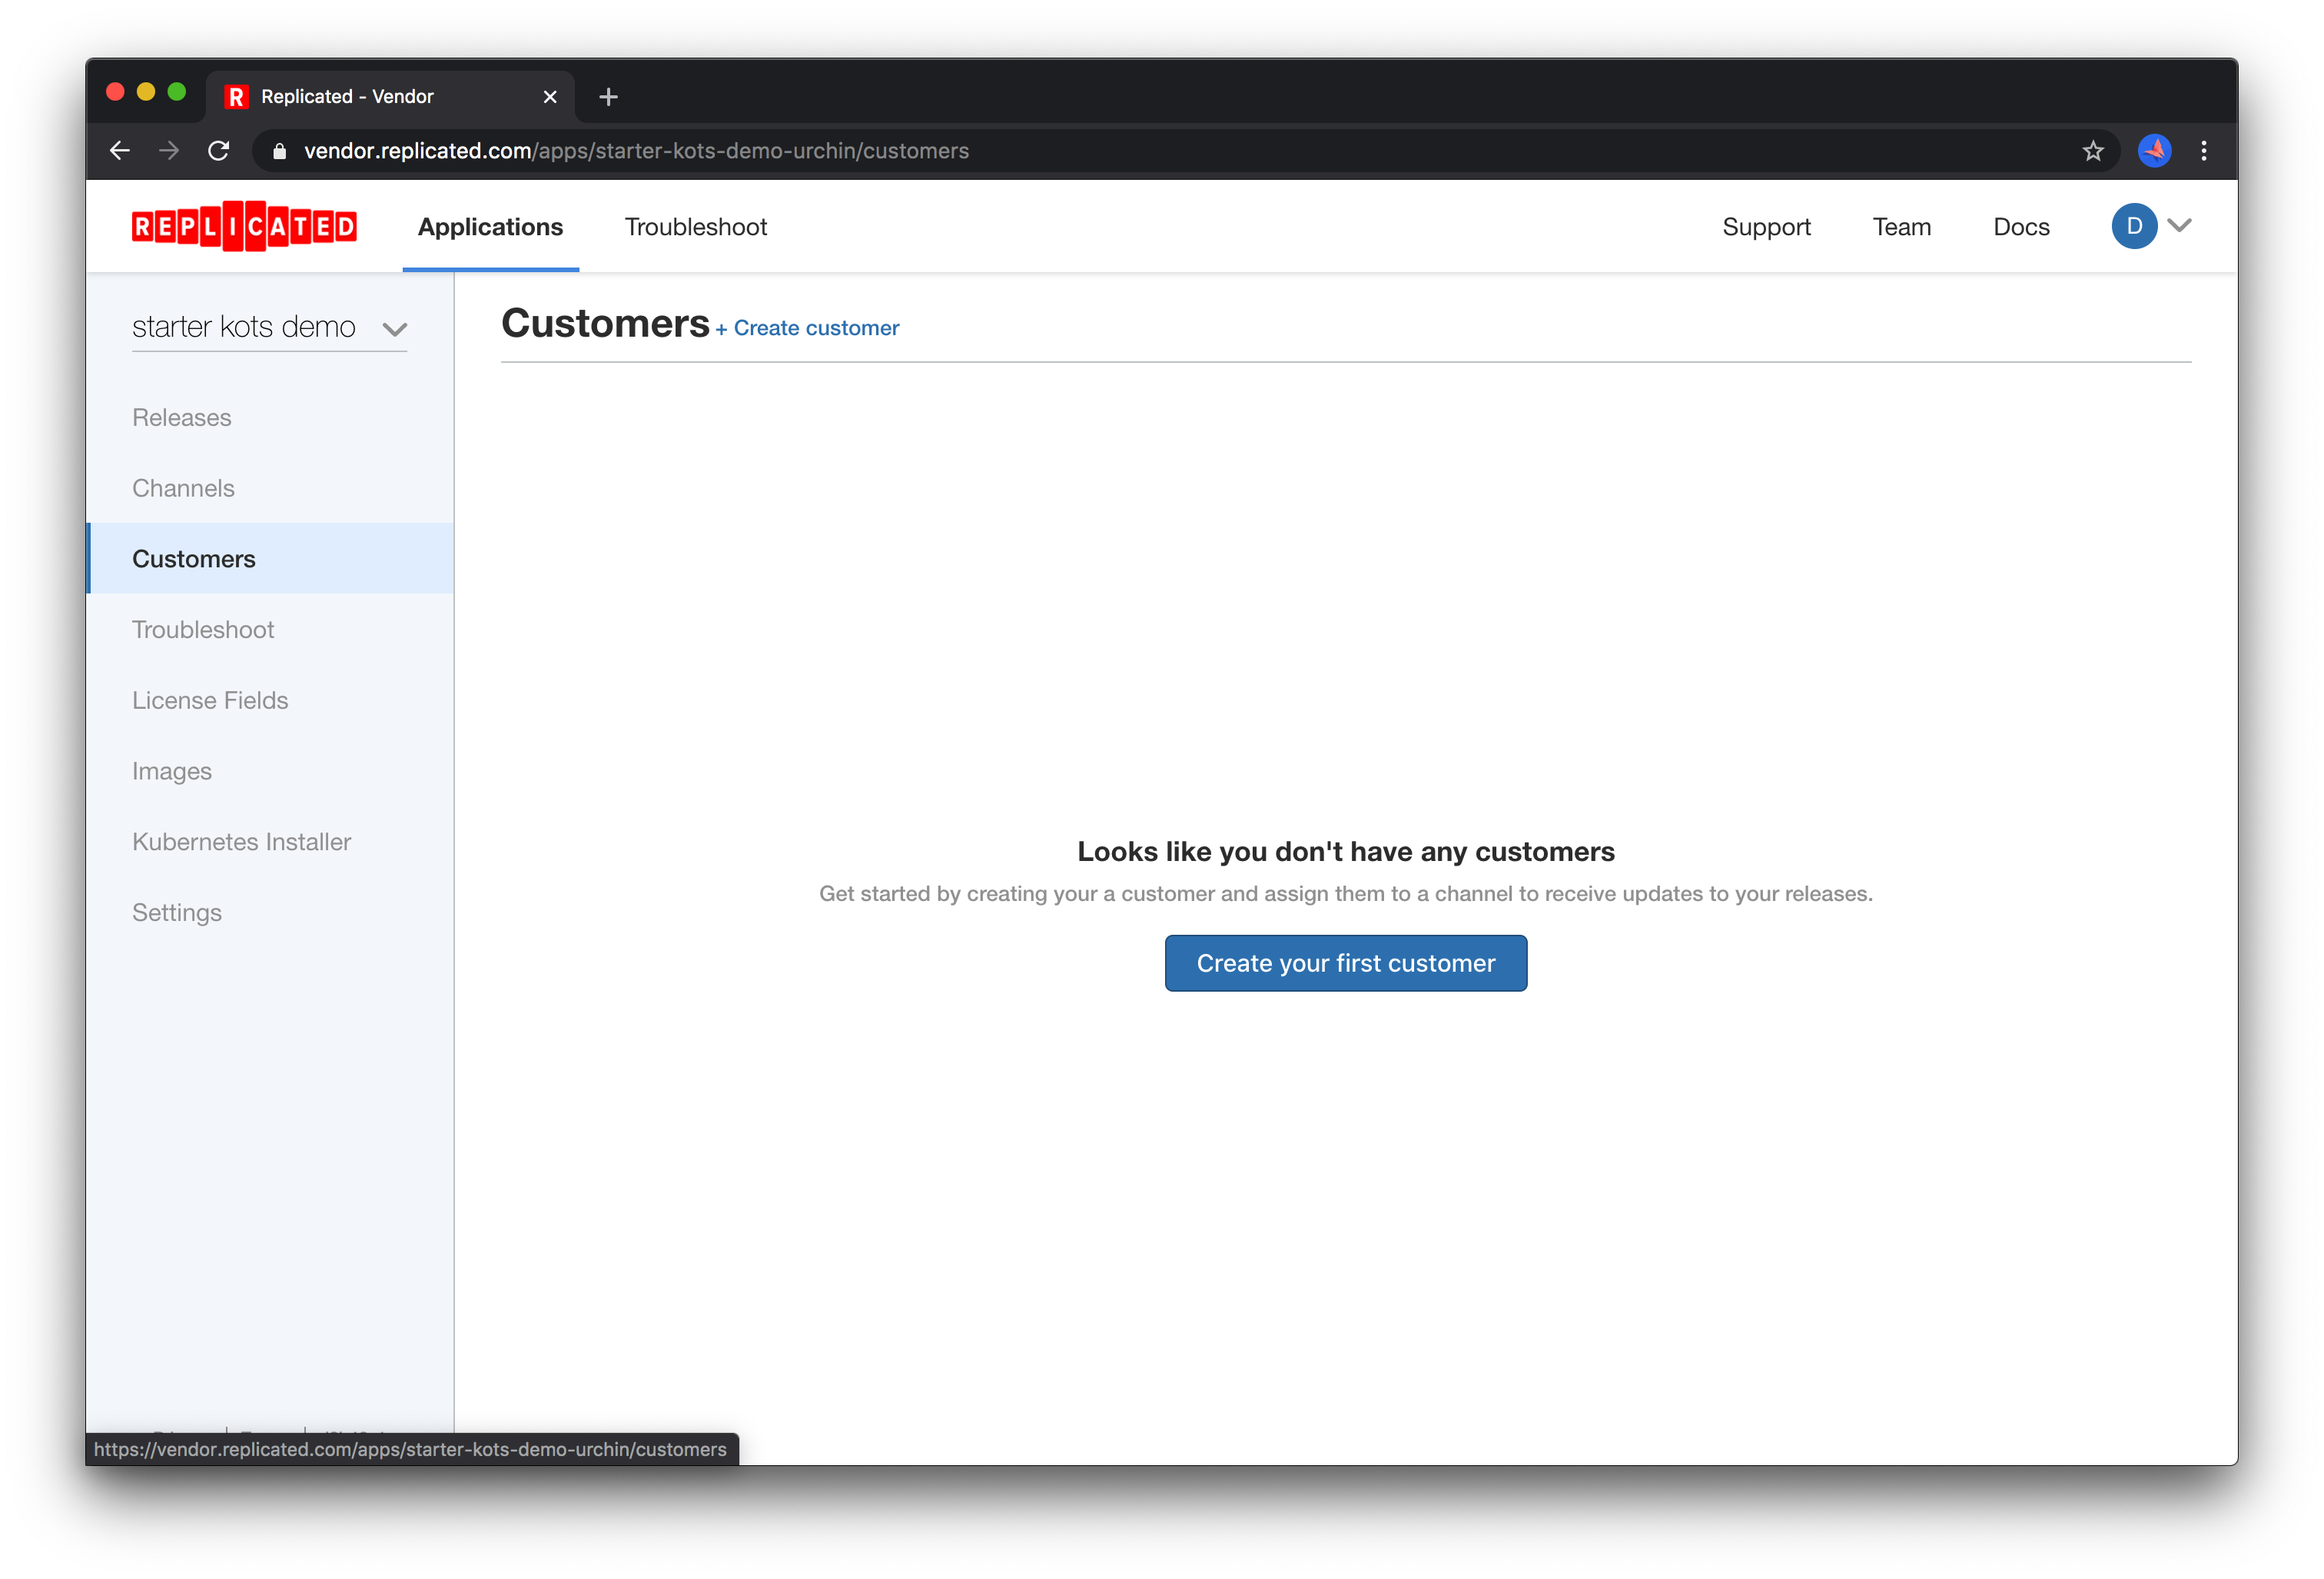 Replicated - Vendor
vendor.replicated.com/apps/starter-kots-demo-urchin/customers
REPLICATED
Applications
Troubleshoot
Support
Team
Docs
D
starter kots demo
Releases
Channels
Customers
Troubleshoot
License Fields
Images
Kubernetes Installer
Settings
Customers + Create customer
Looks like you don't have any customers
Get started by creating your a customer and assign them to a channel to receive updates to your releases.
Create your first customer
https://vendor.replicated.com/apps/starter-kots-demo-urchin/customers